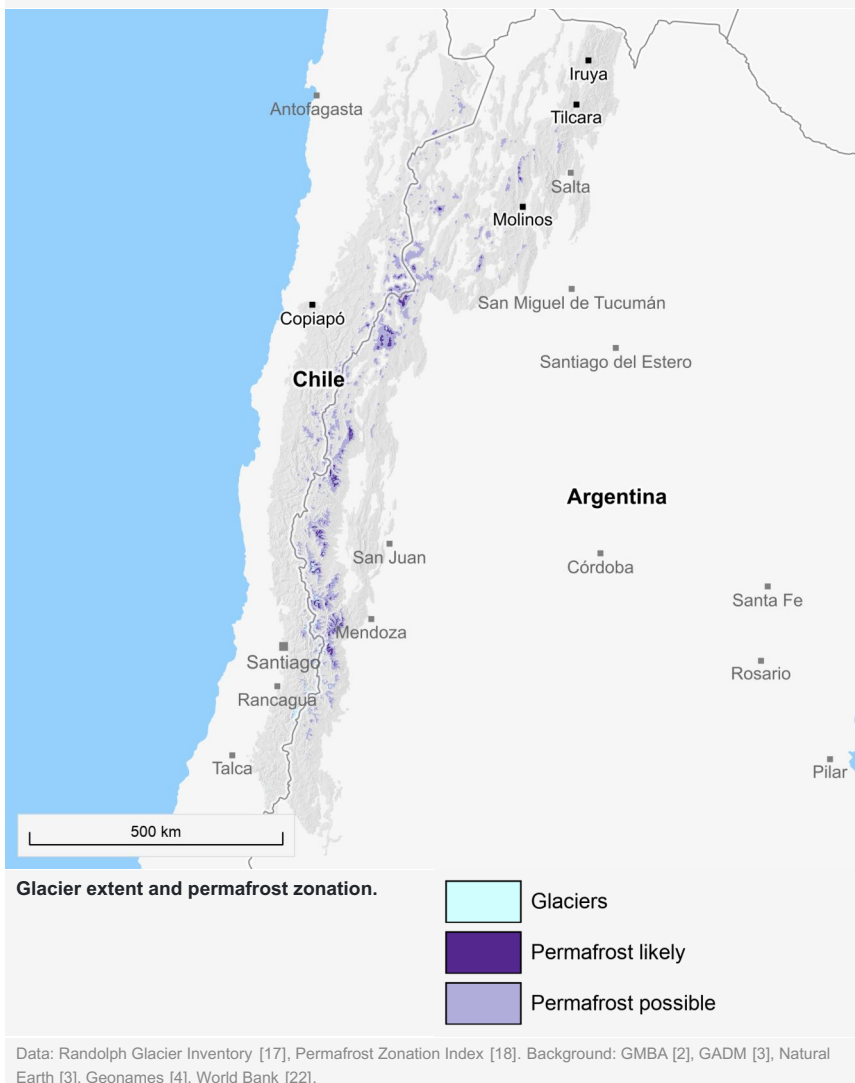 Iruya
Antofagasta
Tilcara
Salta
Molinos
San Miguel de Tucumán
Copiapó
Santiago del Estero
Chile
Argentina
San Juan
Córdoba
Santa Fe
Mendoza
Santiago
Rosario
Rancagua
Talca
Pilar
500 km
Glacier extent and permafrost zonation.
Glaciers
Permafrost likely
Permafrost possible
Data: Randolph Glacier Inventory [17], Permafrost Zonation Index [18]. Background: GMBA [2], GADM [3], Natural
Earth [3], Geonames [4], World Bank [22].